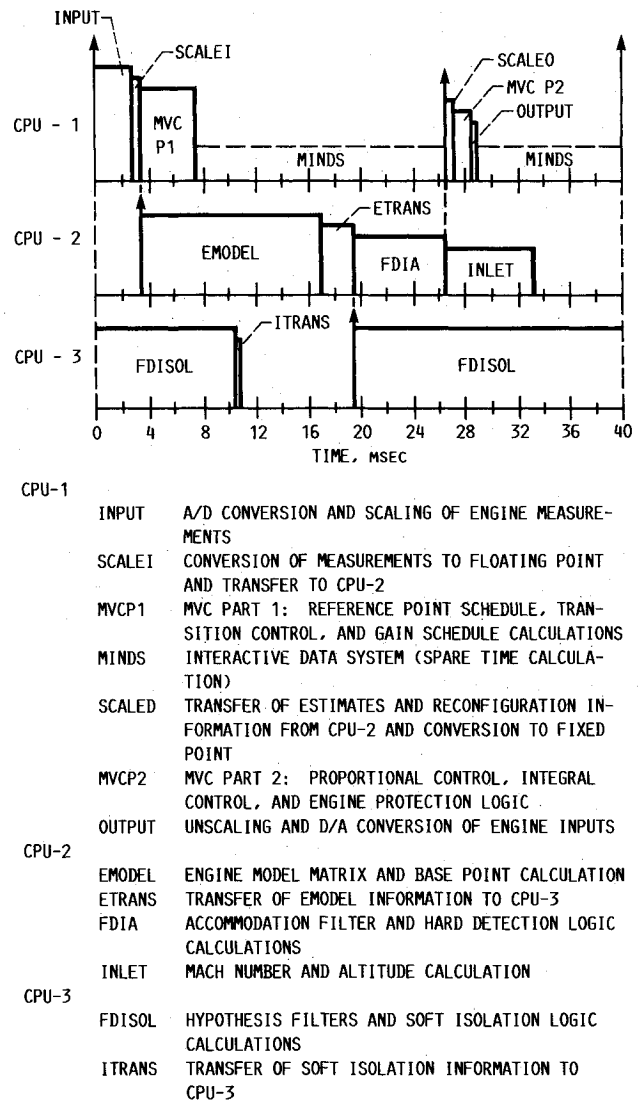 INPUT
SCALEI
SCALEO
MVC P2
OUTPUT
CPU - 1
MVC
P1
MINDS
MINDS
ETRANS
CPU - 2
EMODEL
FDIA
INLET
ITRANS
CPU - 3
FDISOL
FDISOL
0 4 8 12 16 20 24 28 32 36 40
TIME, MSEC
CPU-1
INPUT A/D CONVERSION AND SCALING OF ENGINE MEASURE-
MENTS
SCALEI CONVERSION OF MEASUREMENTS TO FLOATING POINT
AND TRANSFER TO CPU-2
MVCP1 MVC PART 1: REFERENCE POINT SCHEDULE, TRAN-
SITION CONTROL, AND GAIN SCHEDULE CALCULATIONS
MINDS INTERACTIVE DATA SYSTEM (SPARE TIME CALCULA-
TION)
SCALED TRANSFER OF ESTIMATES AND RECONFIGURATION IN-
FORMATION FROM CPU-2 AND CONVERSION TO FIXED
POINT
MVCP2 MVC PART 2: PROPORTIONAL CONTROL, INTEGRAL
CONTROL, AND ENGINE PROTECTION LOGIC
OUTPUT UNSCALING AND D/A CONVERSION OF ENGINE INPUTS
CPU-2
EMODEL ENGINE MODEL MATRIX AND BASE POINT CALCULATION
ETRANS TRANSFER OF EMODEL INFORMATION TO CPU-3
FDIA ACCOMMODATION FILTER AND HARD DETECTION LOGIC
CALCULATIONS
INLET MACH NUMBER AND ALTITUDE CALCULATION
CPU-3
FDISOL HYPOTHESIS FILTERS AND SOFT ISOLATION LOGIC
CALCULATIONS
ITRANS TRANSFER OF SOFT ISOLATION INFORMATION TO
CPU-3